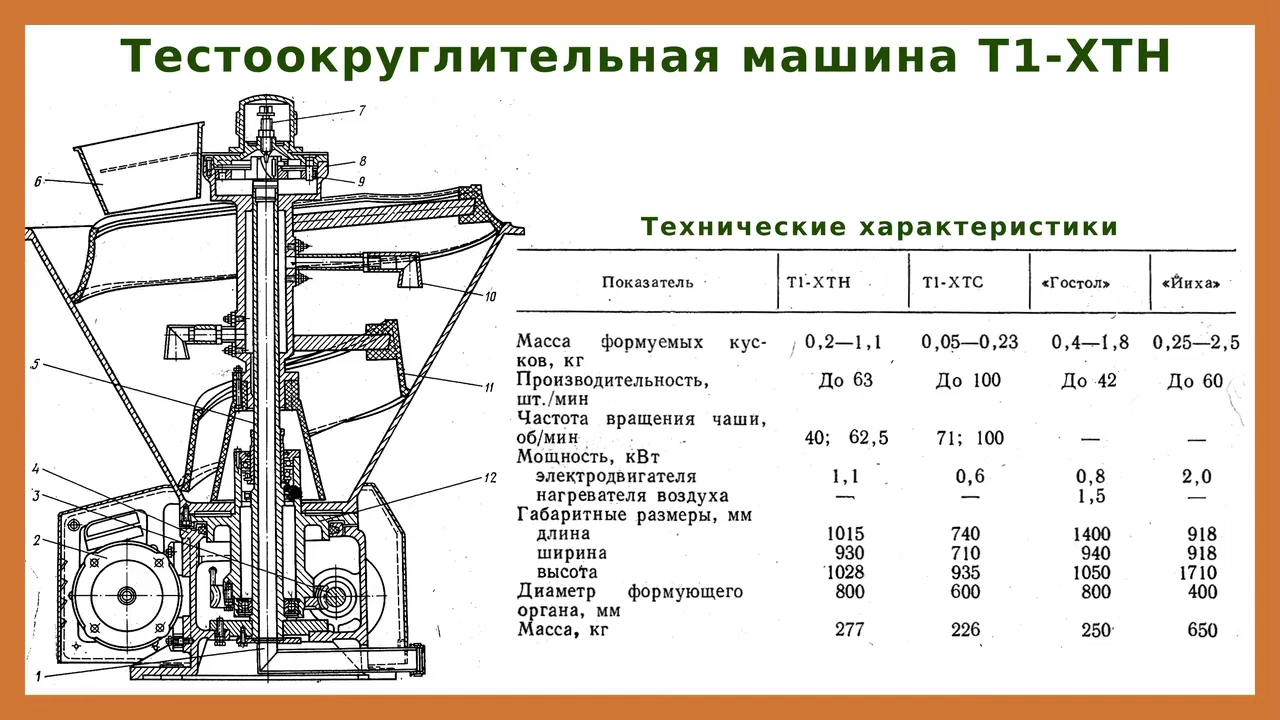 Тестоокруглительная машина Т1-ХТН
7
8
9
6
10
5
11
4
12
3
2
1
Технические характеристики
Показатель Т1-ХТН Т1-ХТС «Гостол» «Йиха»
Масса формуемых кус- 0,2—1,1 0,05—0,23 0,4—1,8 0,25—2,5
ков, кг
Производительность, До 63 До 100 До 42 До 60
шт./мин
Частота вращения чаши,
об/мин 40; 62,5 71; 100 — —
Мощность, кВт
электродвигателя 1,1 0,6 0,8 2,0
нагревателя воздуха — — 1,5 —
Габаритные размеры, мм
длина 1015 740 1400 918
ширина 930 710 940 918
высота 1028 935 1050 1710
Диаметр формующего 800 600 800 400
органа, мм
Масса, кг 277 226 250 650